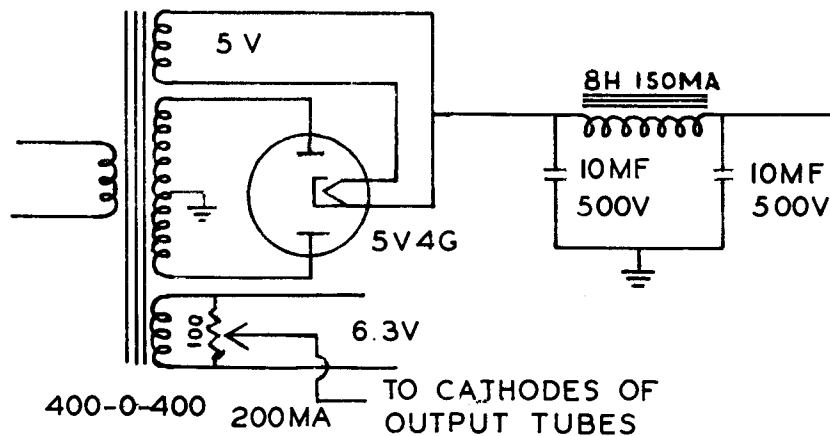 5 V
8H 150MA
10MF
500V
10MF
500V
5V4G
100
6.3V
400-0-400
200MA
TO CATHODES OF
OUTPUT TUBES